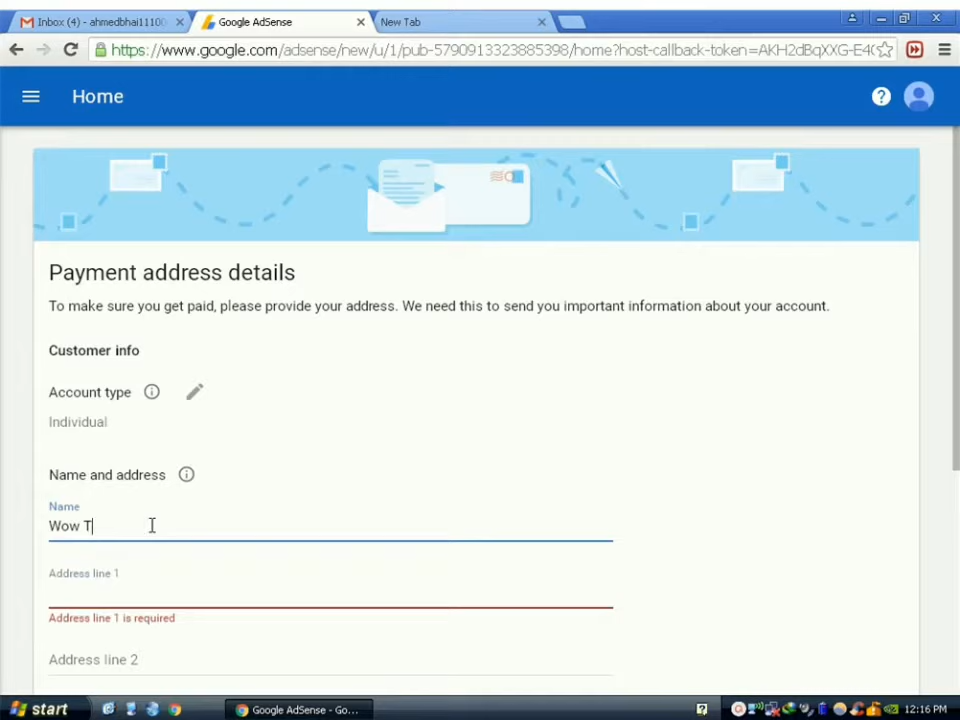 Inbox (4) - ahmedbhai11100
Google AdSense
New Tab
https://www.google.com/adsense/new/u/1/pub-5790913323885398/home?host-callback-token=AKH2dBqXXG-E4
Home
Payment address details
To make sure you get paid, please provide your address. We need this to send you important information about your account.
Customer info
Account type
Individual
Name and address
Name
Wow T
Address line 1
Address line 1 is required
Address line 2
start
Google AdSense - Go...
12:16 PM